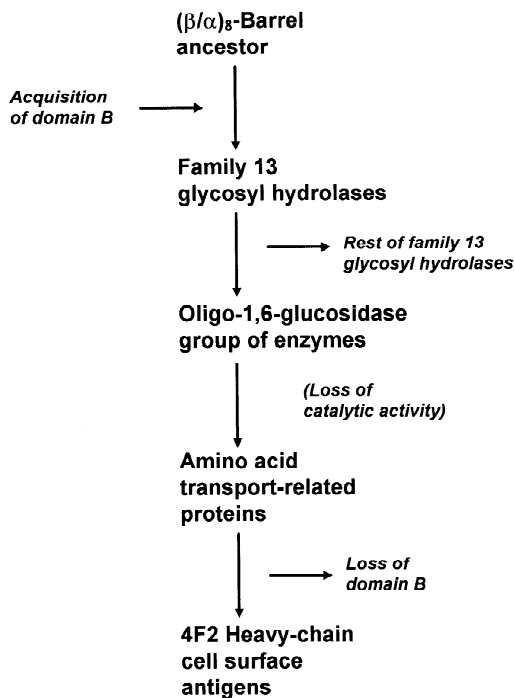 (β/α)₈-Barrel
ancestor
Acquisition
of domain B
Family 13
glycosyl hydrolases
Rest of family 13
glycosyl hydrolases
Oligo-1,6-glucosidase
group of enzymes
(Loss of
catalytic activity)
Amino acid
transport-related
proteins
Loss of
domain B
4F2 Heavy-chain
cell surface
antigens